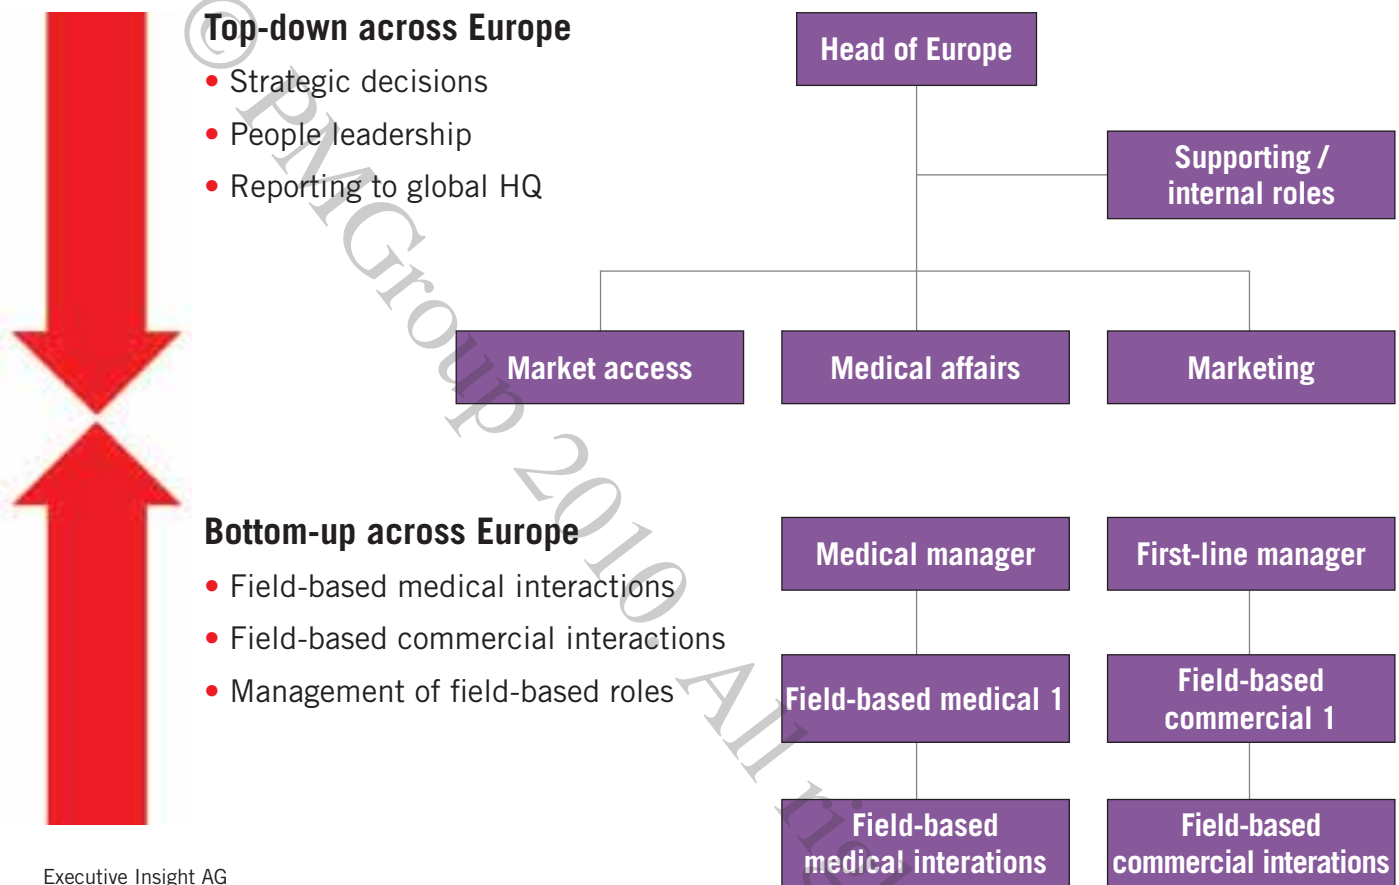 Top-down across Europe
• Strategic decisions
• People leadership
• Reporting to global HQ
Head of Europe
Supporting /
internal roles
Market access
Medical affairs
Marketing
Bottom-up across Europe
• Field-based medical interactions
• Field-based commercial interactions
• Management of field-based roles
Medical manager
First-line manager
Field-based medical 1
Field-based
commercial 1
Field-based
medical interations
Field-based
commercial interations
Executive Insight AG
© PMGroup 2010. All rig